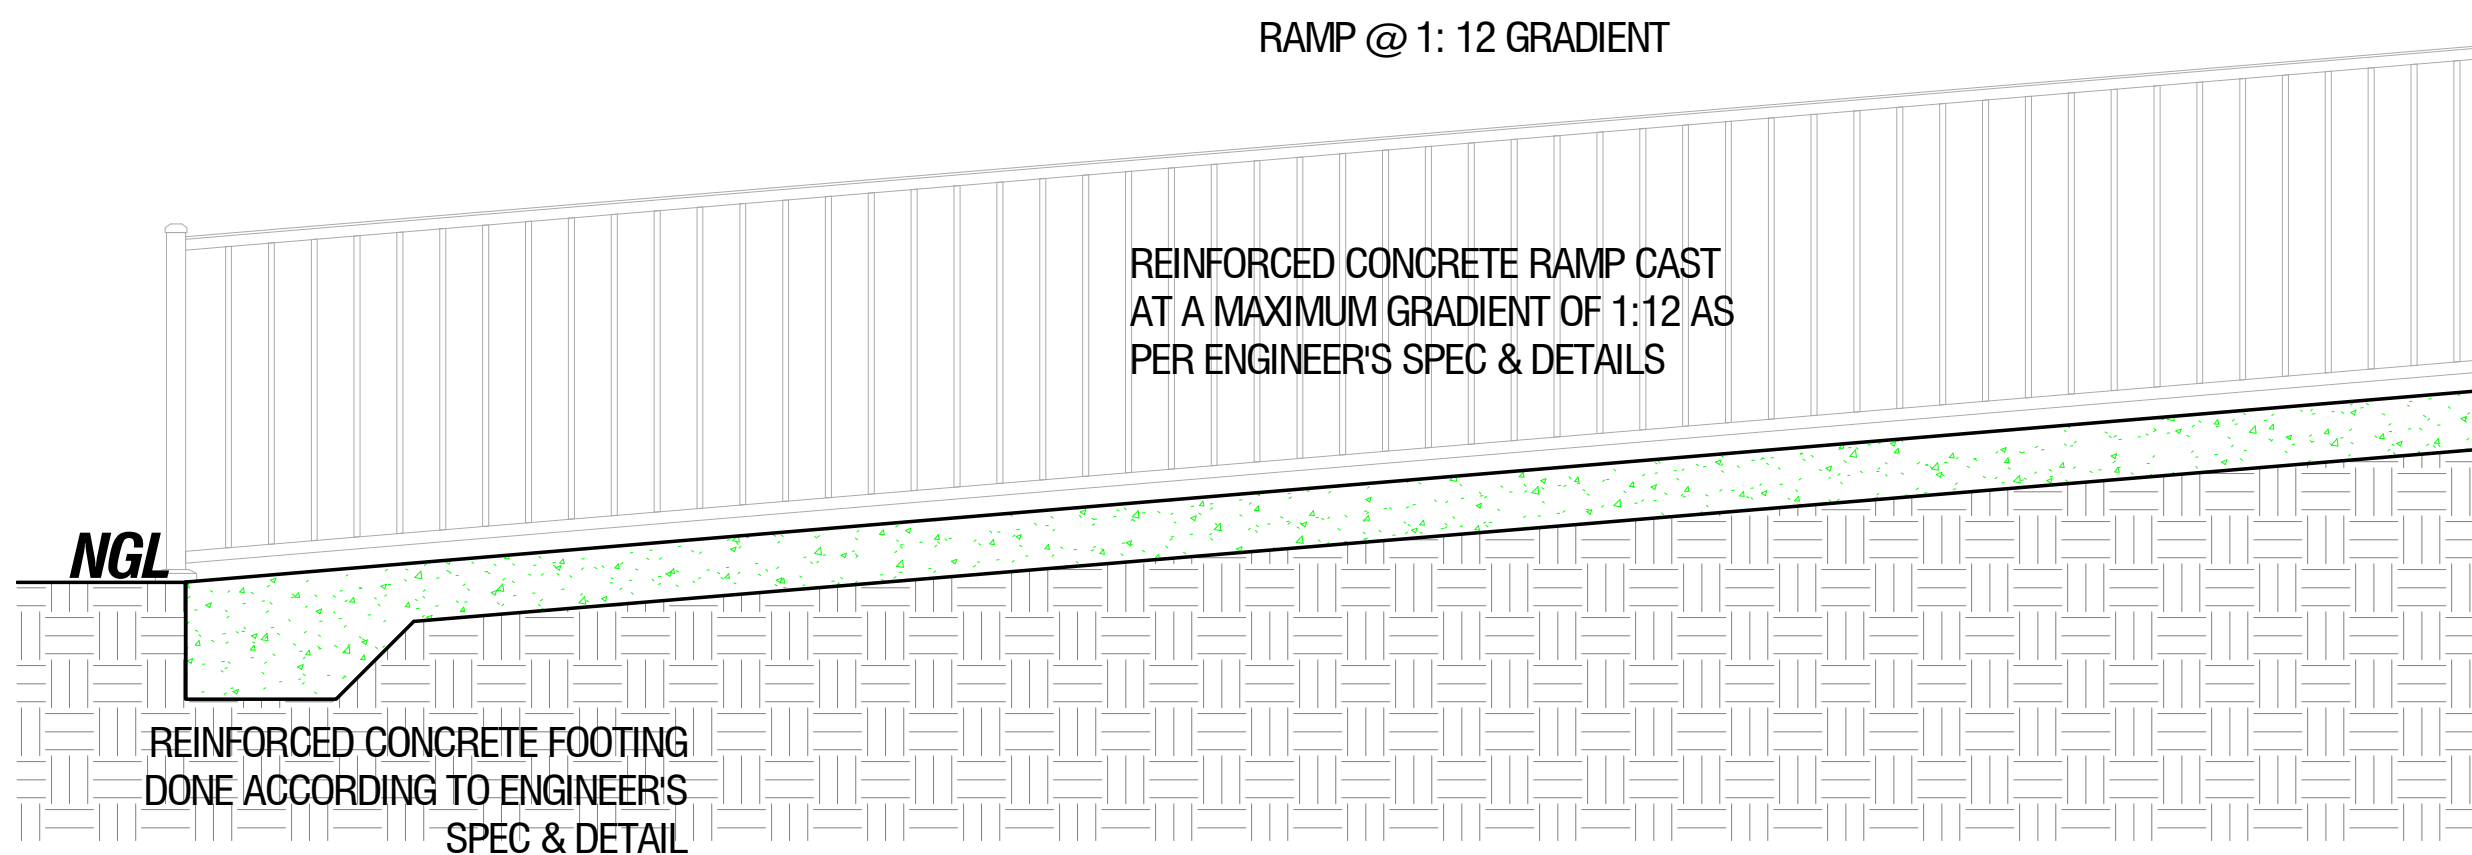 RAMP @ 1: 12 GRADIENT
REINFORCED CONCRETE RAMP CAST
AT A MAXIMUM GRADIENT OF 1:12 AS
PER ENGINEER'S SPEC & DETAILS
NGL
REINFORCED CONCRETE FOOTING
DONE ACCORDING TO ENGINEER'S
SPEC & DETAIL